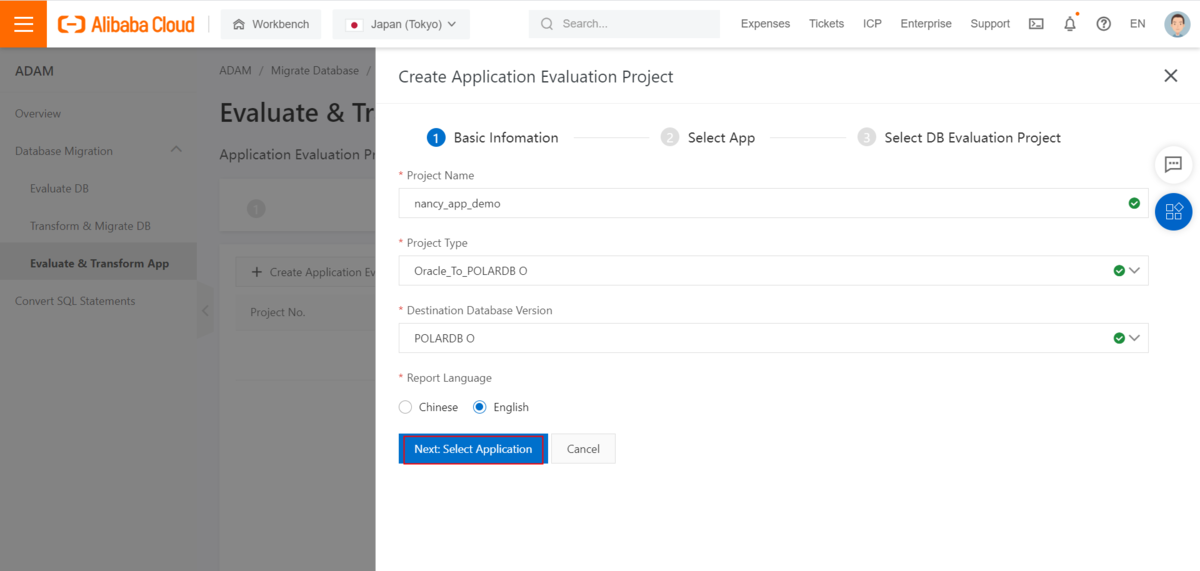 Alibaba Cloud
Workbench
Japan (Tokyo)
Search...
Expenses
Tickets
ICP
Enterprise
Support
EN
ADAM
Overview
Database Migration
Evaluate DB
Transform & Migrate DB
Evaluate & Transform App
Convert SQL Statements
ADAM / Migrate Database /
Evaluate & Tr
Application Evaluation Pr
1
+ Create Application Ev
Project No.
Create Application Evaluation Project
1 Basic Infomation
2 Select App
3 Select DB Evaluation Project
* Project Name
nancy_app_demo
* Project Type
Oracle_To_POLARDB O
* Destination Database Version
POLARDB O
* Report Language
Chinese
English
Next: Select Application
Cancel